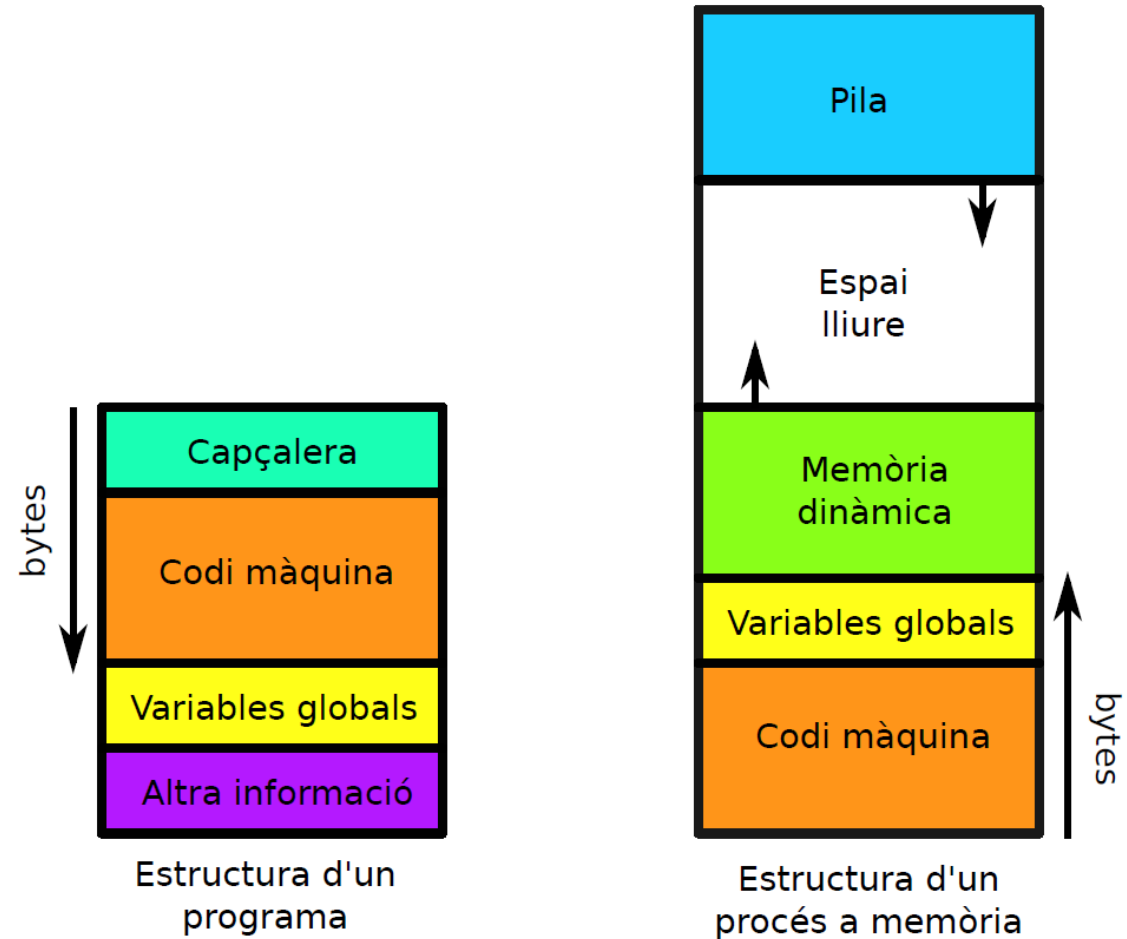 Pila
Espai
lliure
Capçalera
Memòria
dinàmica
bytes
Codi màquina
Variables globals
Variables globals
Codi màquina
bytes
Altra informació
Estructura d'un
programa
Estructura d'un
procés a memòria